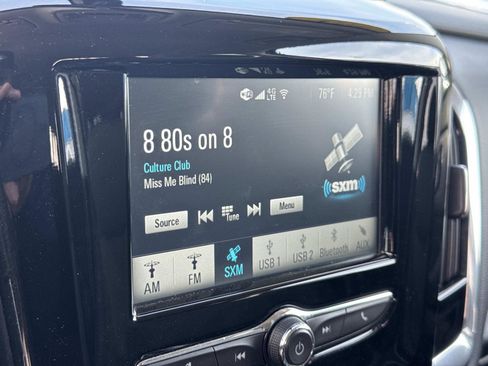 4G
LTE
76°F
4:29 PM
8 80s on 8
Culture Club
Miss Me Blind (84)
sxm
Source
Tune
Menu
AM
FM
SXM
USB 1
USB 2
Bluetooth
AUX